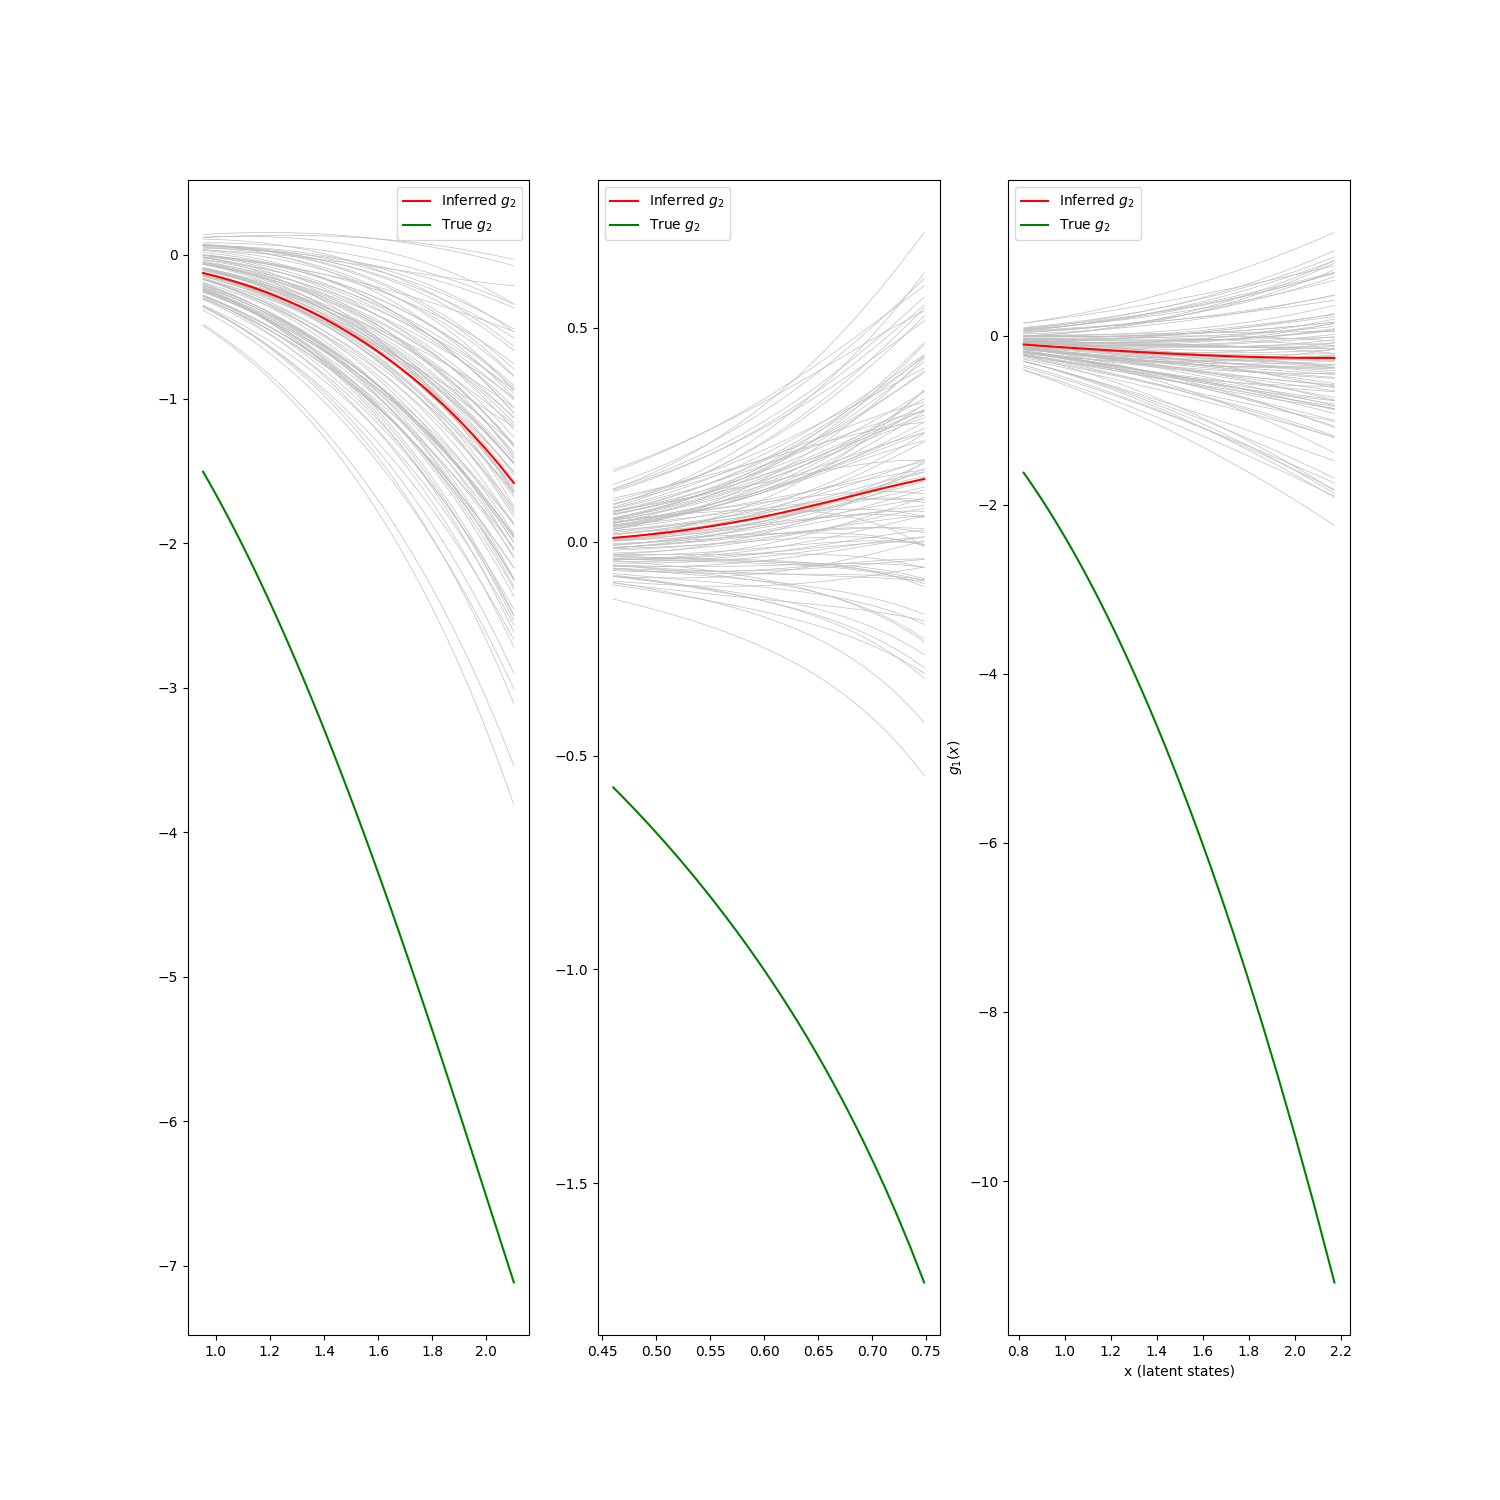 Inferred g₂
True g₂
0
−1
−2
−3
−4
−5
−6
−7
1.0 1.2 1.4 1.6 1.8 2.0
Inferred g₂
True g₂
0.5
0.0
−0.5
−1.0
−1.5
0.45 0.50 0.55 0.60 0.65 0.70 0.75
Inferred g₂
True g₂
g₁(x)
0
−2
−4
−6
−8
−10
0.8 1.0 1.2 1.4 1.6 1.8 2.0 2.2
x (latent states)